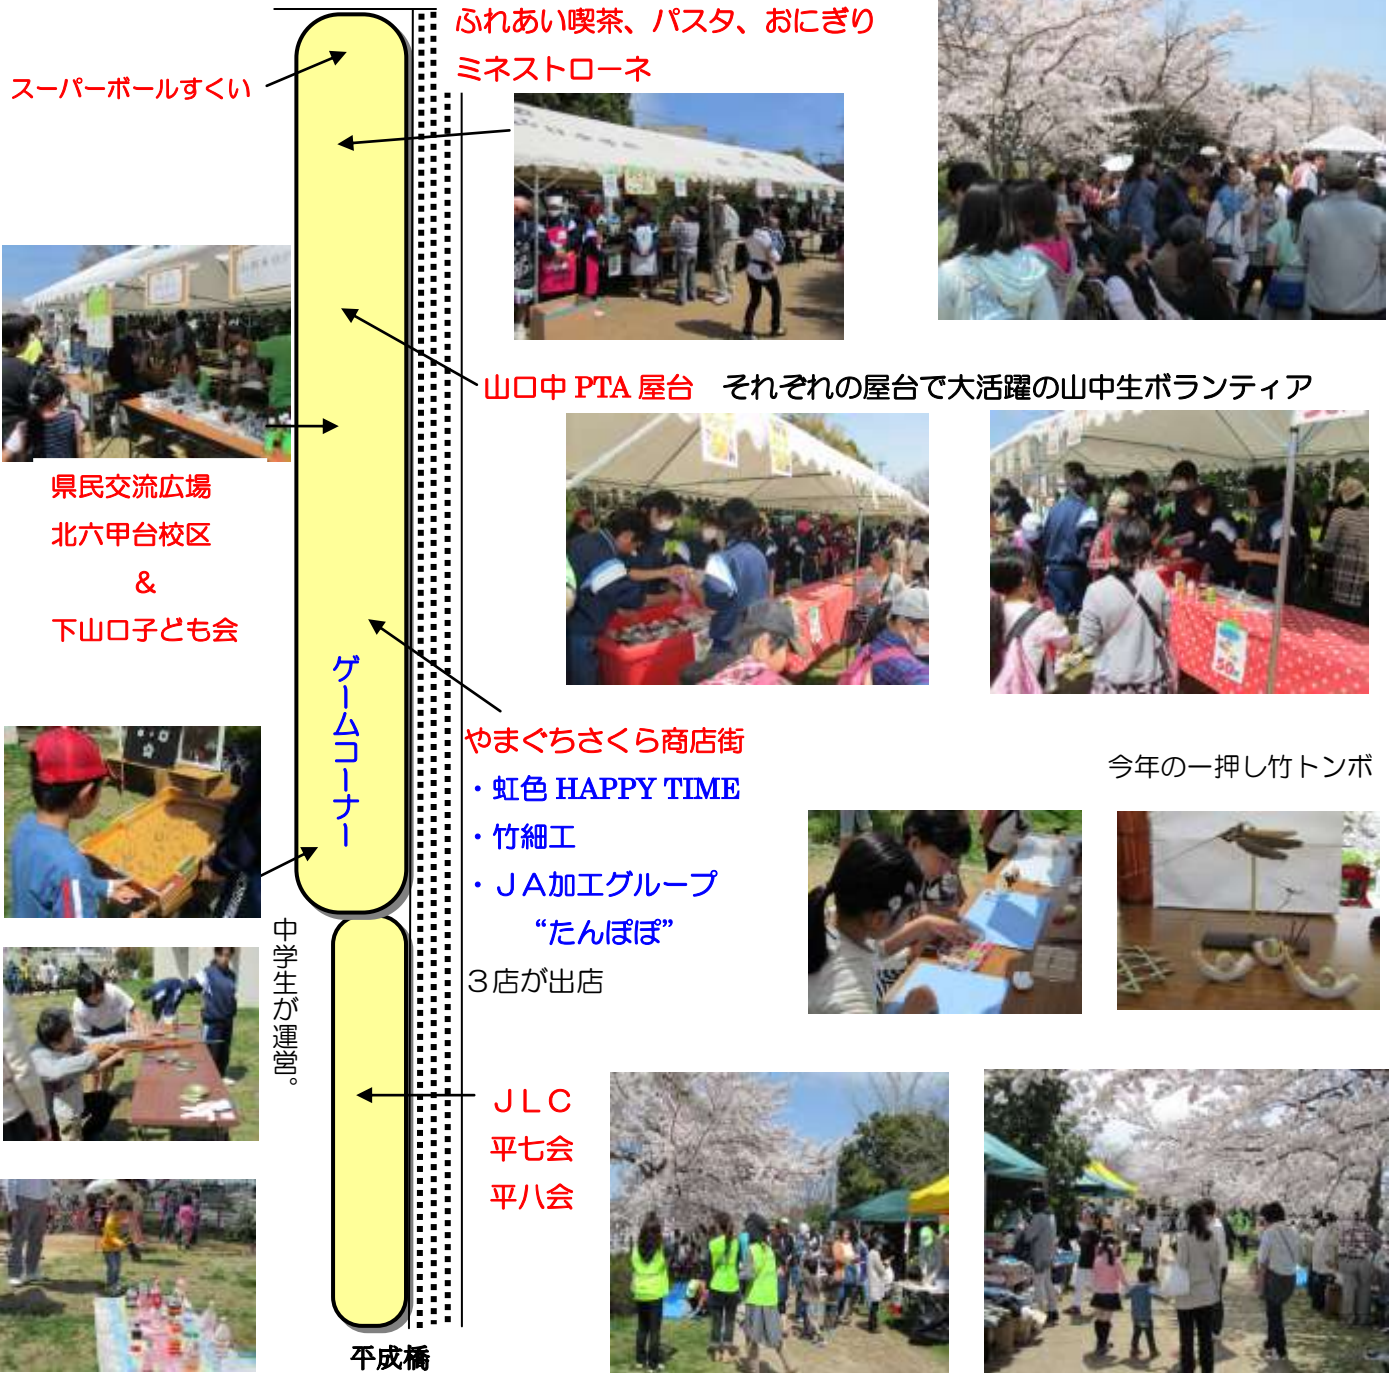 ふれあい喫茶、パスタ、おにぎり
ミネストローネ
スーパーボールすくい
山口中 PTA 屋台　それぞれの屋台で大活躍の山中生ボランティア
県民交流広場
北六甲台校区
&
下山口子ども会
ゲームコーナー
やまぐちさくら商店街
・虹色 HAPPY TIME
・竹細工
・ＪＡ加工グループ
“たんぽぽ”
３店が出店
今年の一押し竹トンボ
中学生が運営。
ＪＬＣ
平七会
平八会
平成橋
50